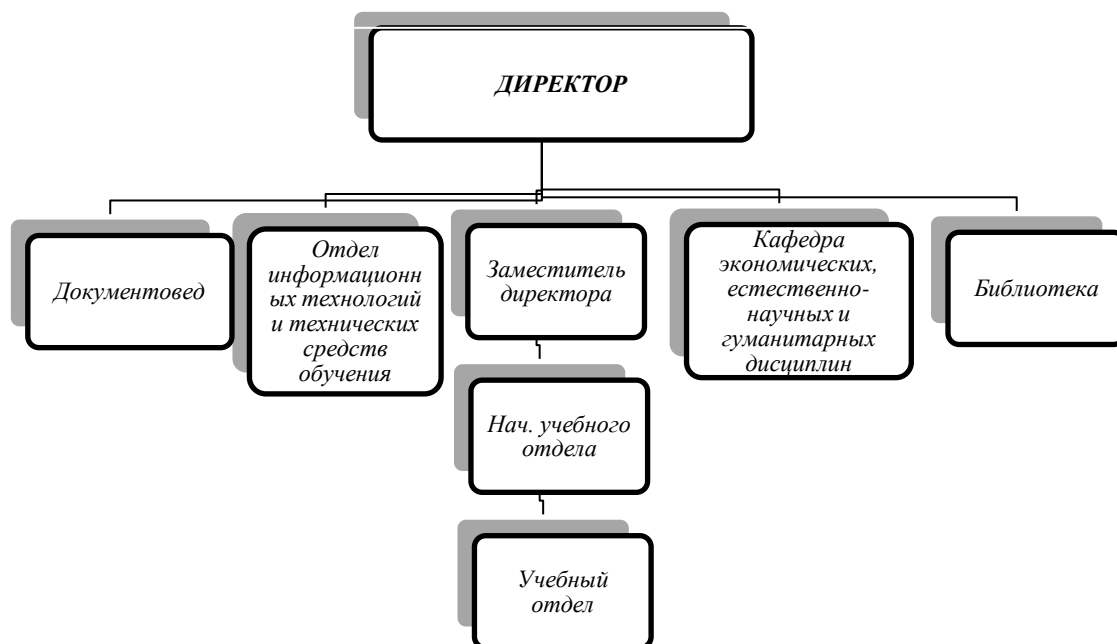 ДИРЕКТОР
Документовед
Отдел
информационн
ых технологий
и технических
средств
обучения
Заместитель
директора
Кафедра
экономических,
естественно-
научных и
гуманитарных
дисциплин
Библиотека
Нач. учебного
отдела
Учебный
отдел